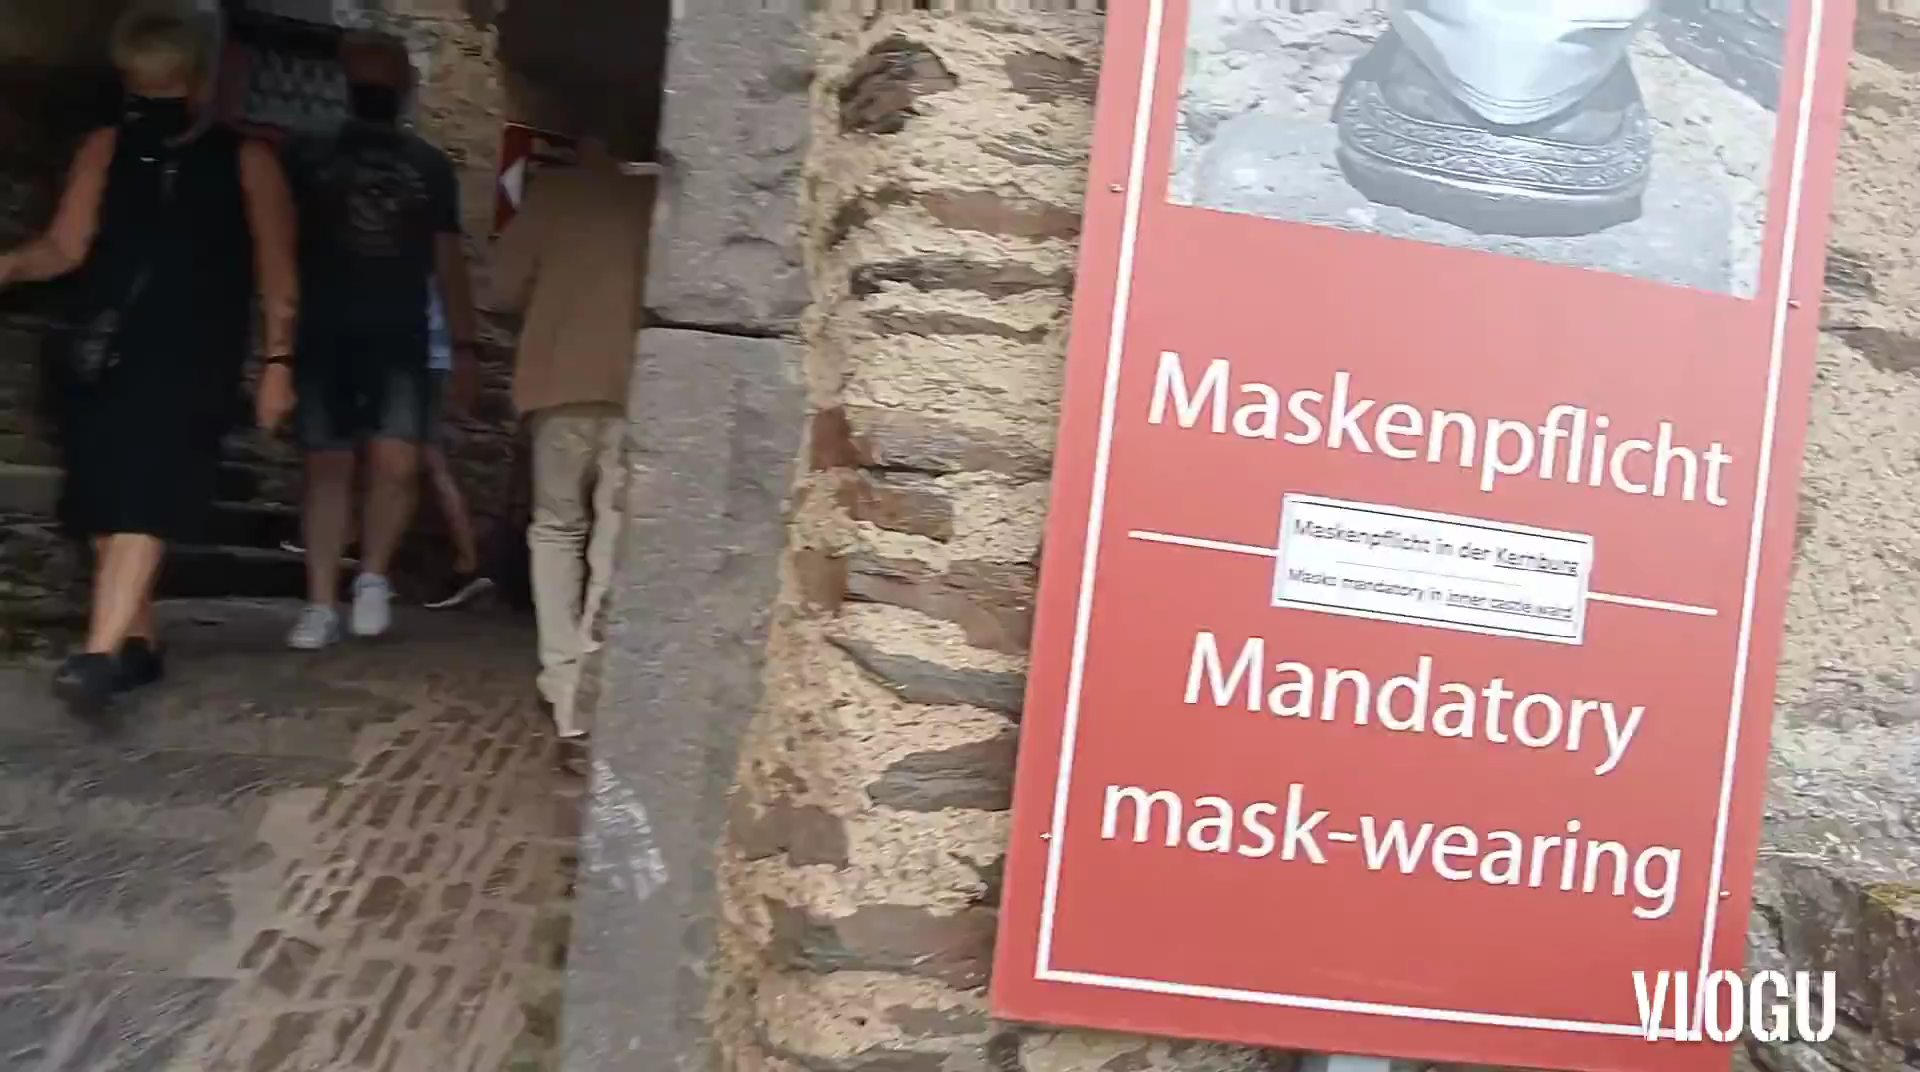 Maskenpflicht
Maskenpflicht in der Kernburg
Masks mandatory in inner castle ward
Mandatory
mask-wearing
VLOGU